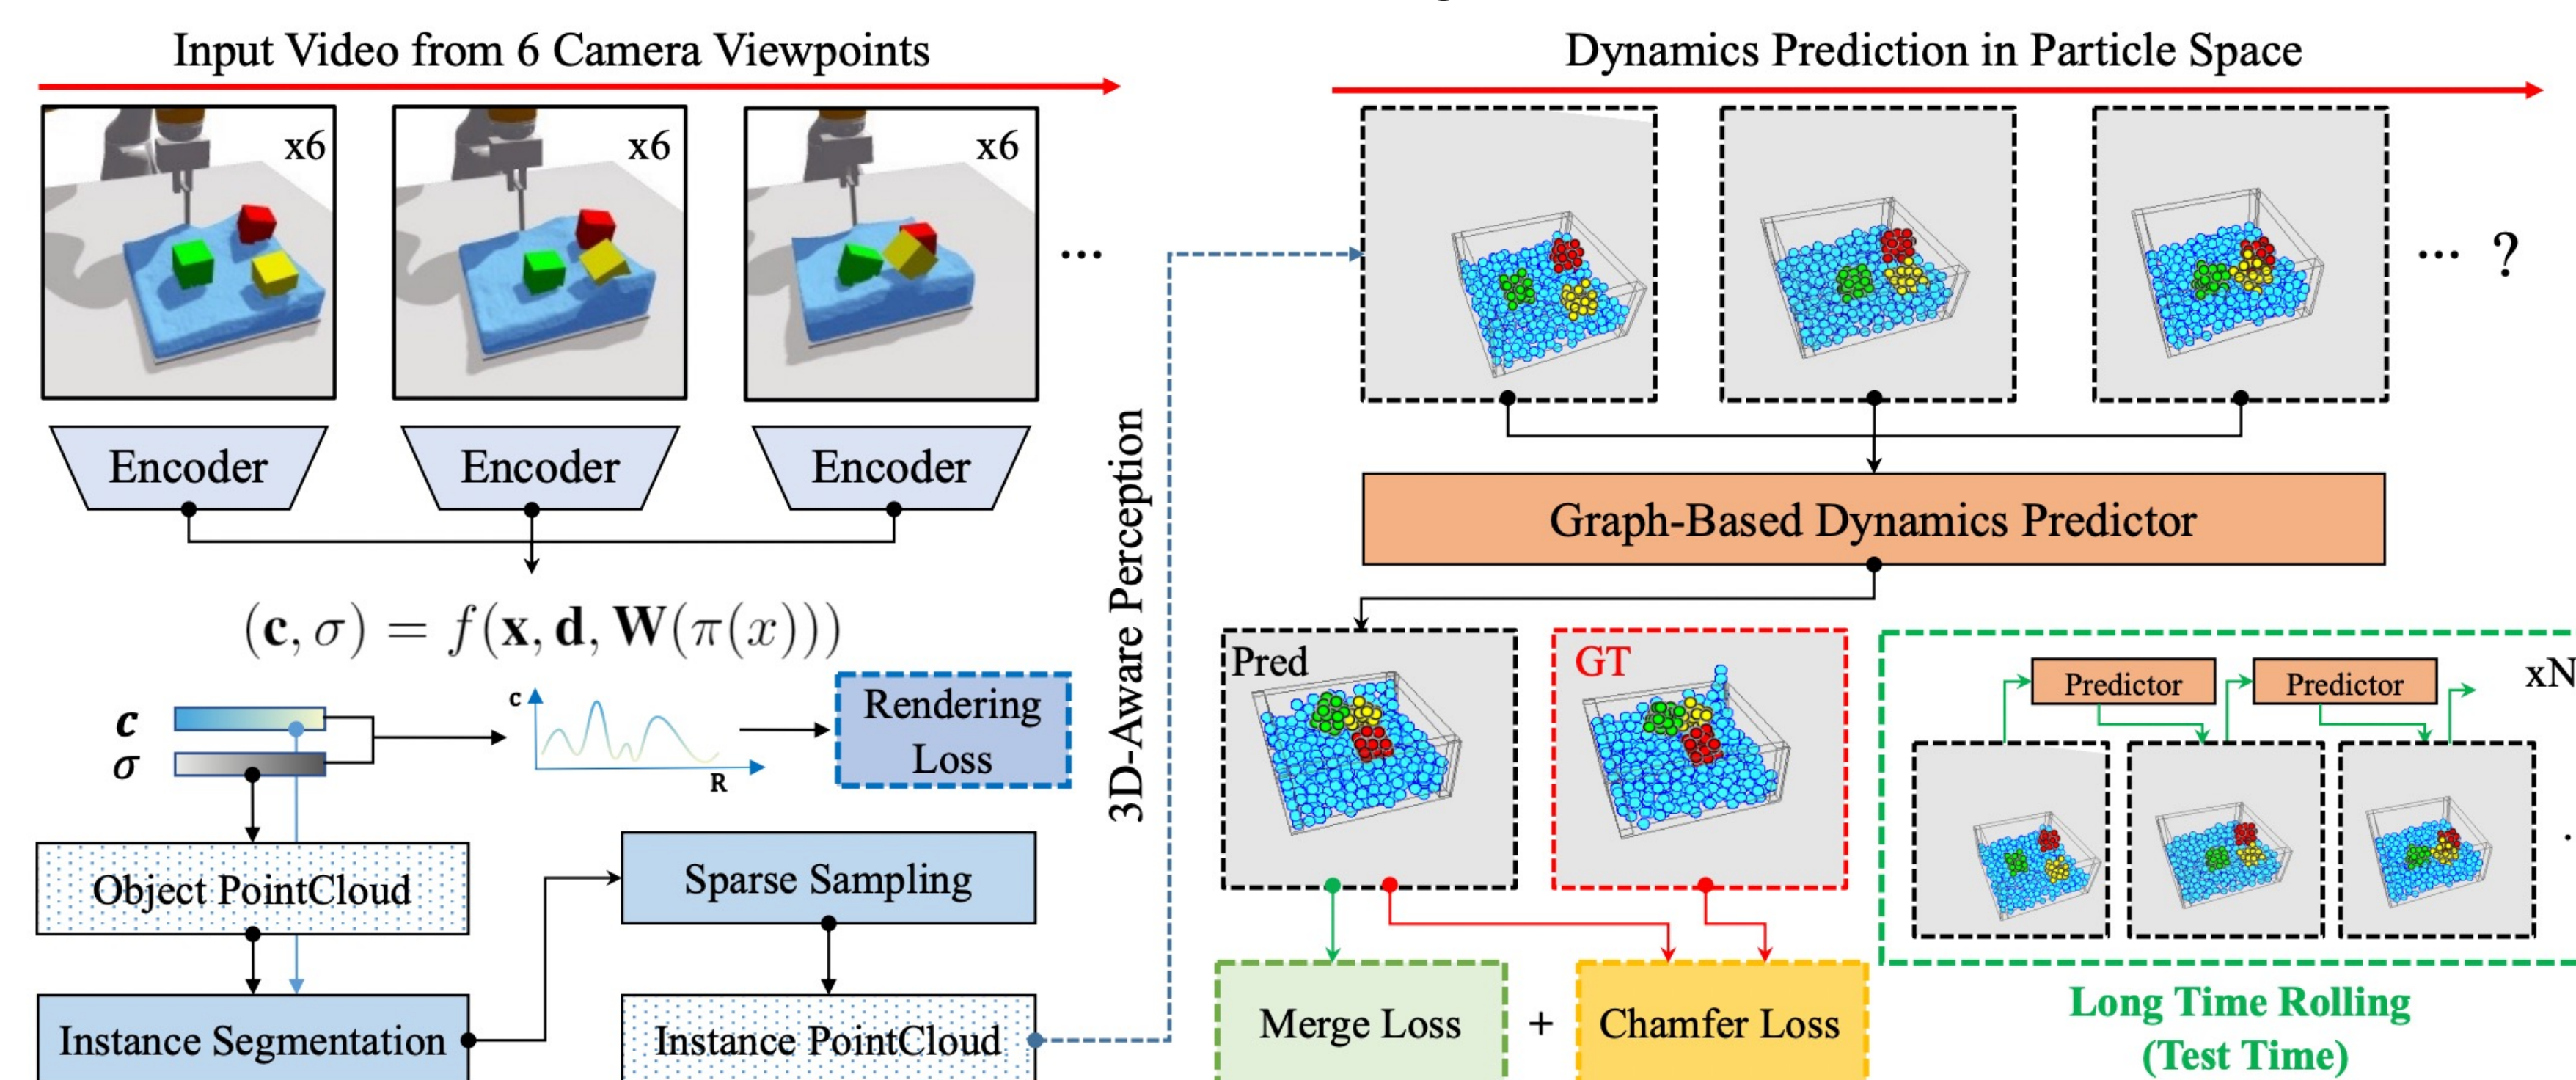 Input Video from 6 Camera Viewpoints
x6
x6
x6
...
Encoder
Encoder
Encoder
(c, σ) = f(x, d, W(π(x)))
c
σ
c
R
Rendering
Loss
Object PointCloud
Sparse Sampling
Instance Segmentation
Instance PointCloud
3D-Aware Perception
Dynamics Prediction in Particle Space
... ?
Graph-Based Dynamics Predictor
Pred
GT
Merge Loss
+
Chamfer Loss
Predictor
Predictor
xN
Long Time Rolling
(Test Time)